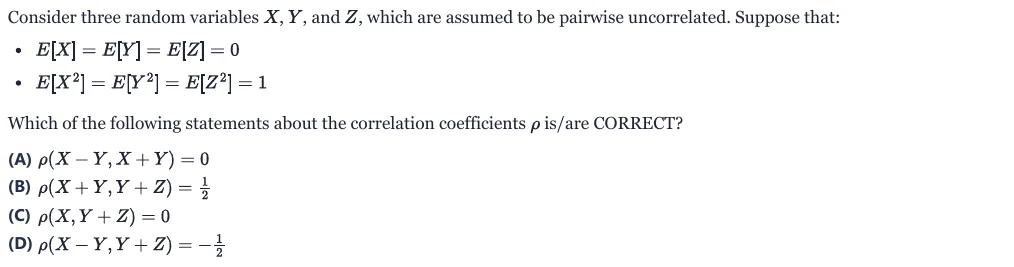 Consider three random variables X, Y, and Z, which are assumed to be pairwise uncorrelated. Suppose that:
• E[X] = E[Y] = E[Z] = 0
• E[X²] = E[Y²] = E[Z²] = 1
Which of the following statements about the correlation coefficients ρ is/are CORRECT?
(A) ρ(X − Y, X + Y) = 0
(B) ρ(X + Y, Y + Z) = 1/2
(C) ρ(X, Y + Z) = 0
(D) ρ(X − Y, Y + Z) = −1/2